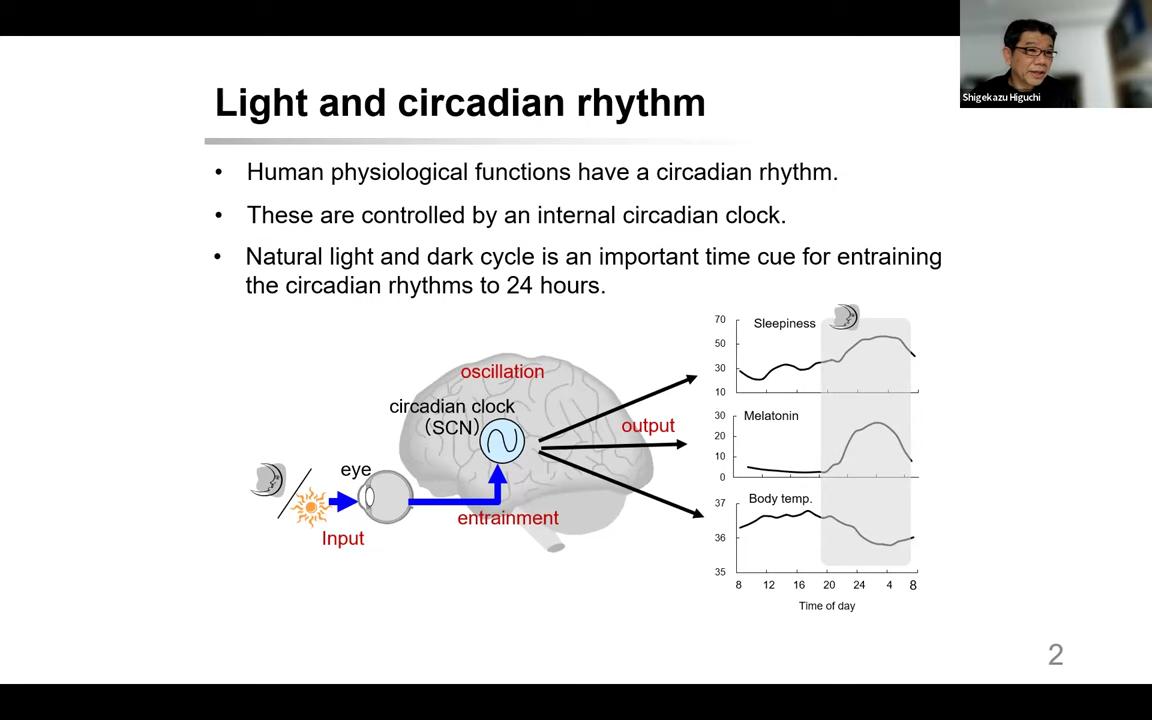 Shigekazu Higuchi
Light and circadian rhythm
• Human physiological functions have a circadian rhythm.
• These are controlled by an internal circadian clock.
• Natural light and dark cycle is an important time cue for entraining
the circadian rhythms to 24 hours.
oscillation
circadian clock
(SCN)
eye
Input
entrainment
output
Sleepiness
70
50
30
10
Melatonin
30
20
10
0
Body temp.
37
36
35
8 12 16 20 24 4 8
Time of day
2